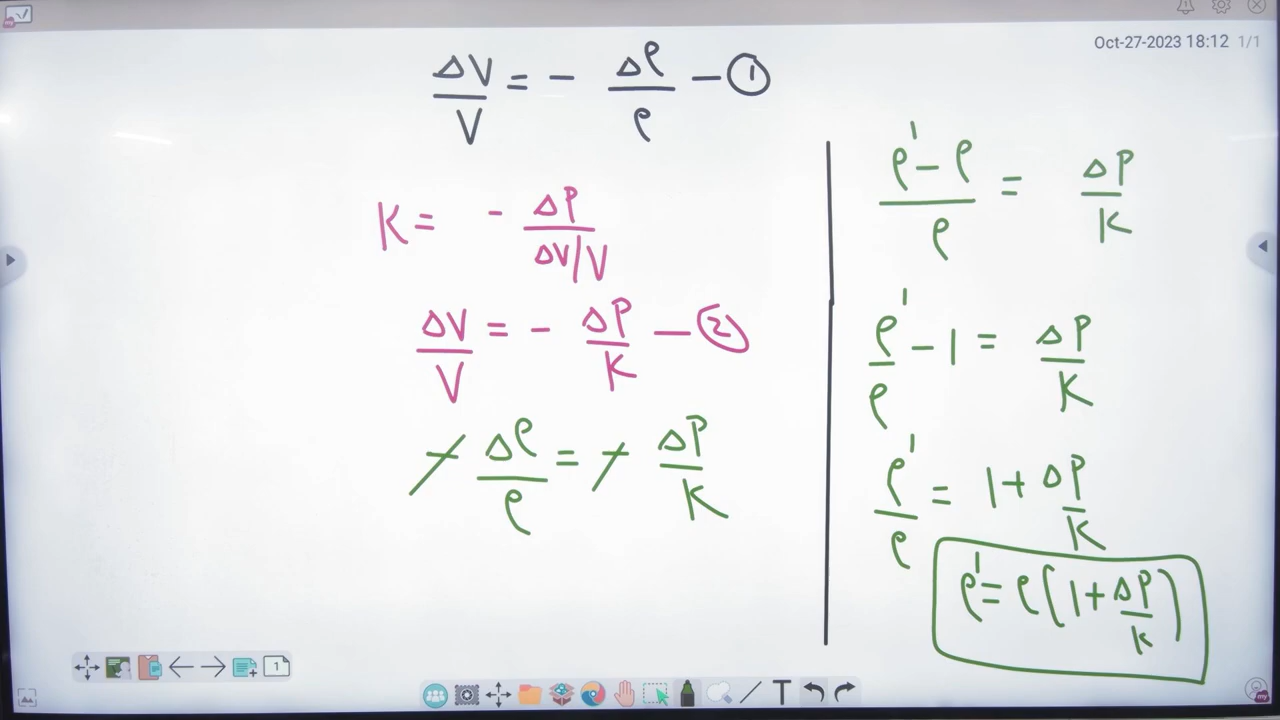 Oct-27-2023 18:12 1/1
ΔV/V = - Δρ/ρ - ①
K = - ΔP/(ΔV/V)
ΔV/V = - ΔP/K - ②
- Δρ/ρ = - ΔP/K
(ρ' - ρ)/ρ = ΔP/K
ρ'/ρ - 1 = ΔP/K
ρ'/ρ = 1 + ΔP/K
ρ' = ρ(1 + ΔP/K)
1
T